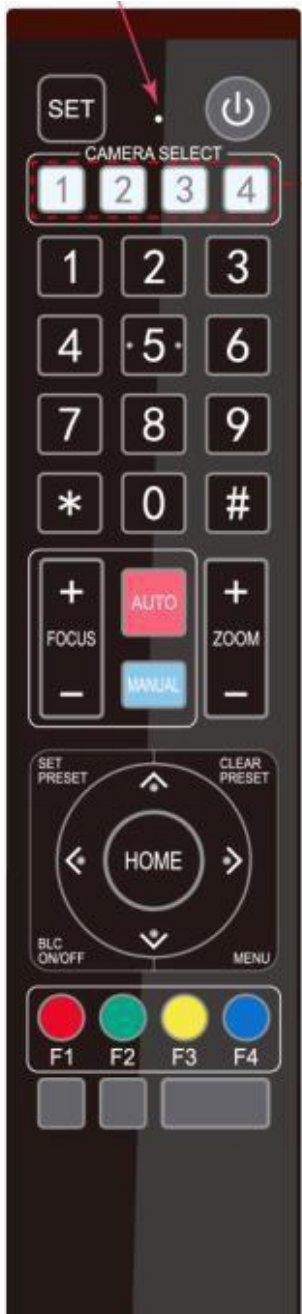 SET
CAMERA SELECT
1 2 3 4
1 2 3
4 5 6
7 8 9
* 0 #
+ AUTO +
FOCUS ZOOM
- MANUAL -
SET PRESET
CLEAR PRESET
HOME
BLC ON/OFF
MENU
F1 F2 F3 F4